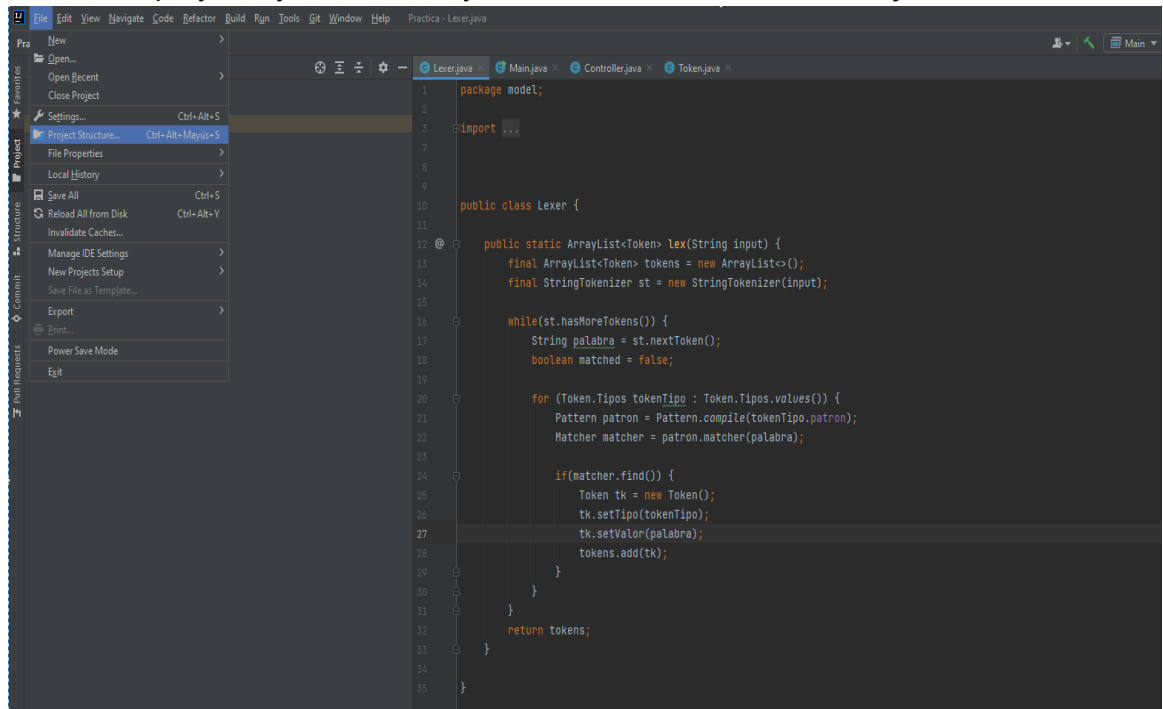 File Edit View Navigate Code Refactor Build Run Tools Git Window Help Practica - Lexer.java
Pra
Main
New
Open...
Open Recent
Close Project
Settings... Ctrl+Alt+S
Project Structure... Ctrl+Alt+Mayús+S
File Properties
Local History
Save All Ctrl+S
Reload All from Disk Ctrl+Alt+Y
Invalidate Caches...
Manage IDE Settings
New Projects Setup
Save File as Template...
Export
Print...
Power Save Mode
Exit
Favorites
Project
Structure
Commit
Pull Requests
Lexer.java Main.java Controller.java Token.java
1 package model;
2
3 import ...
7
8
9
10 public class Lexer {
11
12 @ public static ArrayList<Token> lex(String input) {
13 final ArrayList<Token> tokens = new ArrayList<>();
14 final StringTokenizer st = new StringTokenizer(input);
15
16 while(st.hasMoreTokens()) {
17 String palabra = st.nextToken();
18 boolean matched = false;
19
20 for (Token.Tipos tokenTipo : Token.Tipos.values()) {
21 Pattern patron = Pattern.compile(tokenTipo.patron);
22 Matcher matcher = patron.matcher(palabra);
23
24 if(matcher.find()) {
25 Token tk = new Token();
26 tk.setTipo(tokenTipo);
27 tk.setValor(palabra);
28 tokens.add(tk);
29 }
30 }
31 }
32 return tokens;
33 }
34
35 }